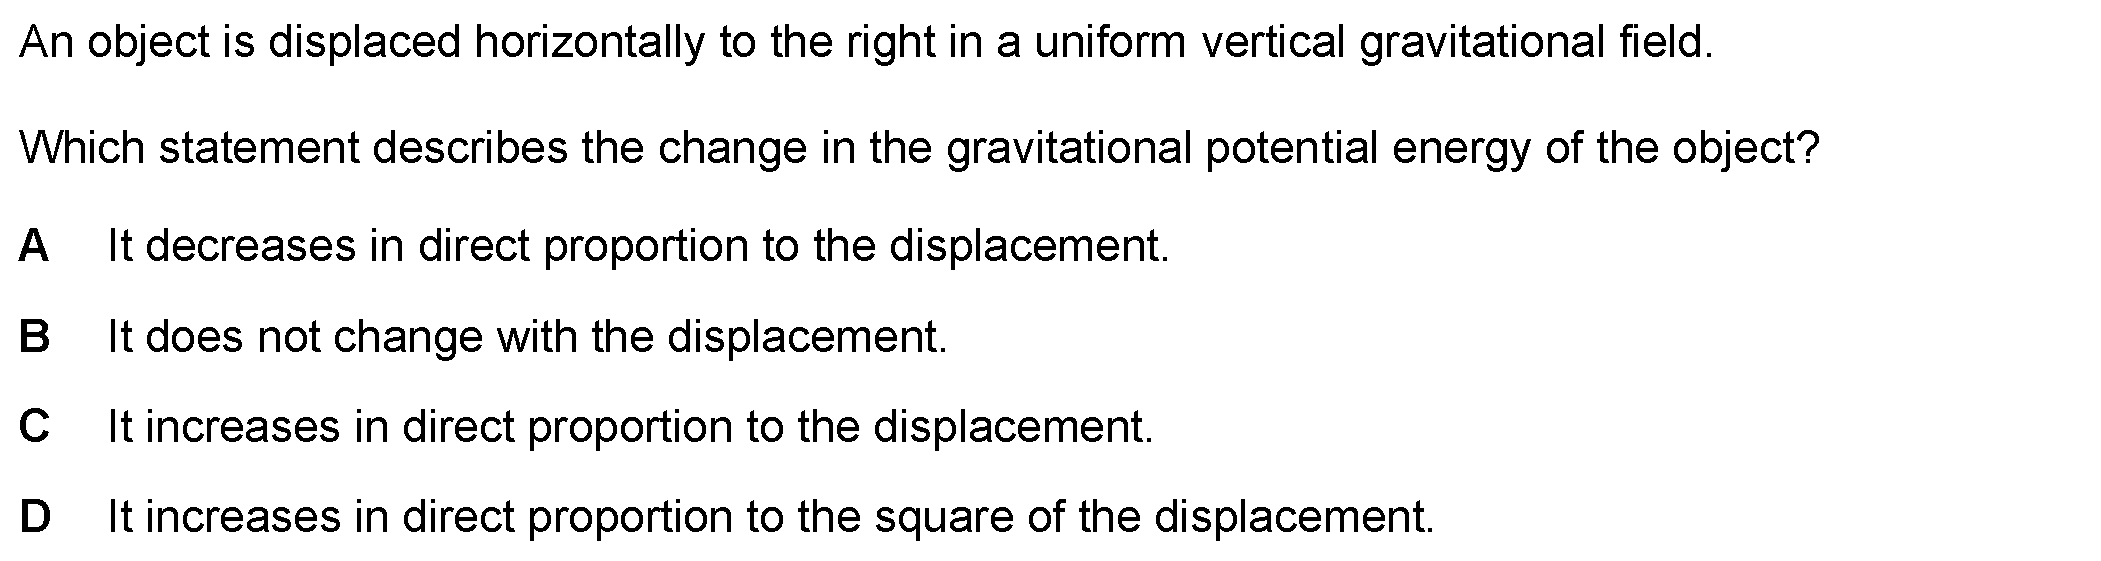 An object is displaced horizontally to the right in a uniform vertical gravitational field.
Which statement describes the change in the gravitational potential energy of the object?
A It decreases in direct proportion to the displacement.
B It does not change with the displacement.
C It increases in direct proportion to the displacement.
D It increases in direct proportion to the square of the displacement.